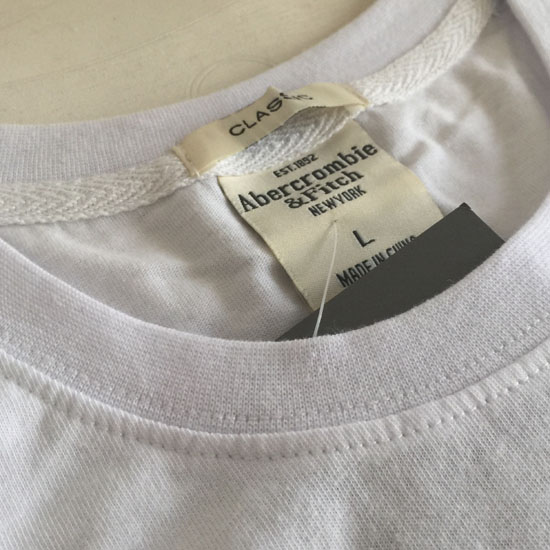 CLASSIC
EST.1892
Abercrombie
& Fitch
NEW YORK
L
MADE IN CHINA